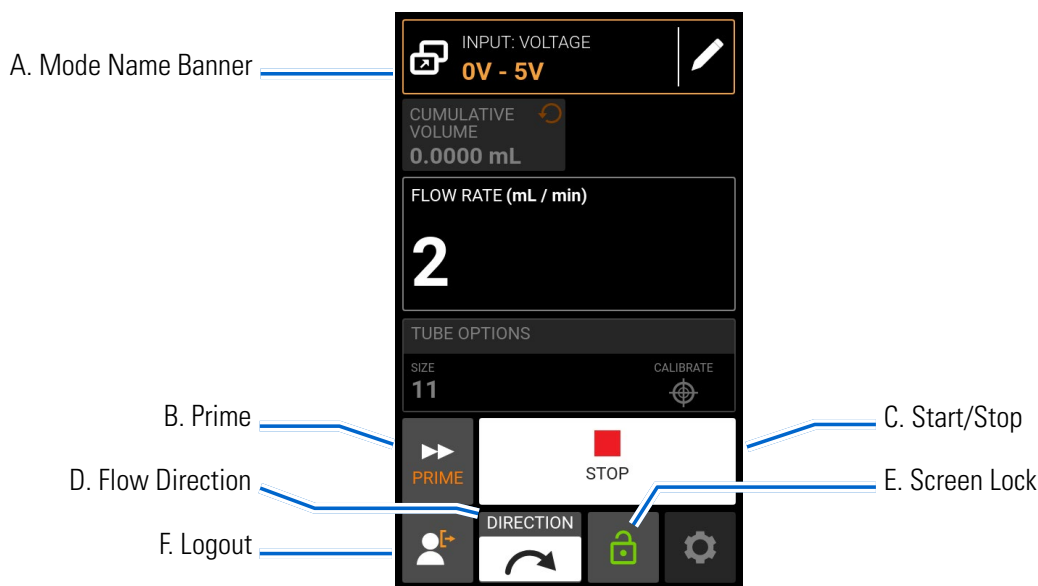 A. Mode Name Banner
INPUT: VOLTAGE
0V - 5V
CUMULATIVE
VOLUME
0.0000 mL
FLOW RATE (mL / min)
2
TUBE OPTIONS
SIZE
11
CALIBRATE
B. Prime
PRIME
STOP
C. Start/Stop
D. Flow Direction
DIRECTION
E. Screen Lock
F. Logout